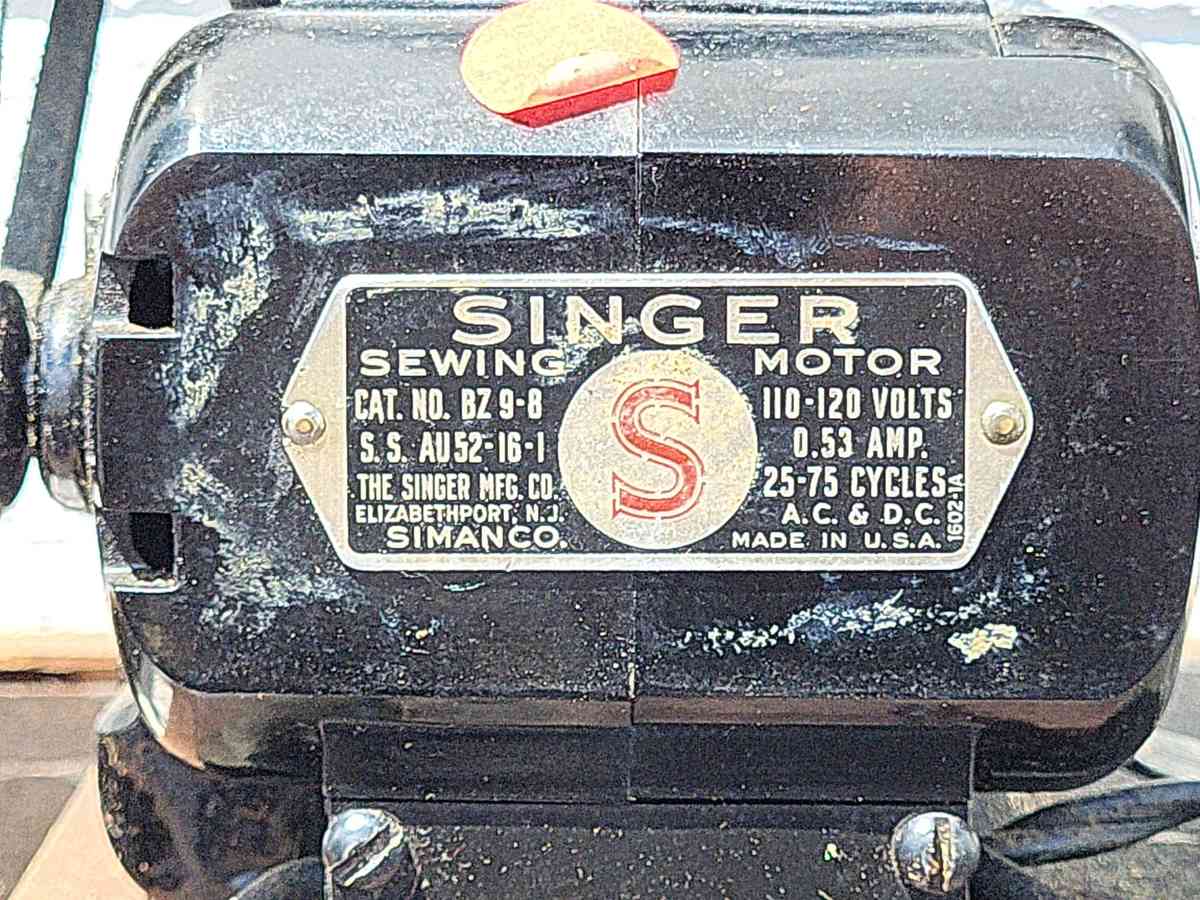 SINGER
SEWING MOTOR
CAT. NO. BZ 9-8
S.S. AU52-16-1
THE SINGER MFG. CO.
ELIZABETHPORT, N.J.
SIMANCO.
S
110-120 VOLTS
0.53 AMP.
25-75 CYCLES
A.C. & D.C.
MADE IN U.S.A.
1602-1A